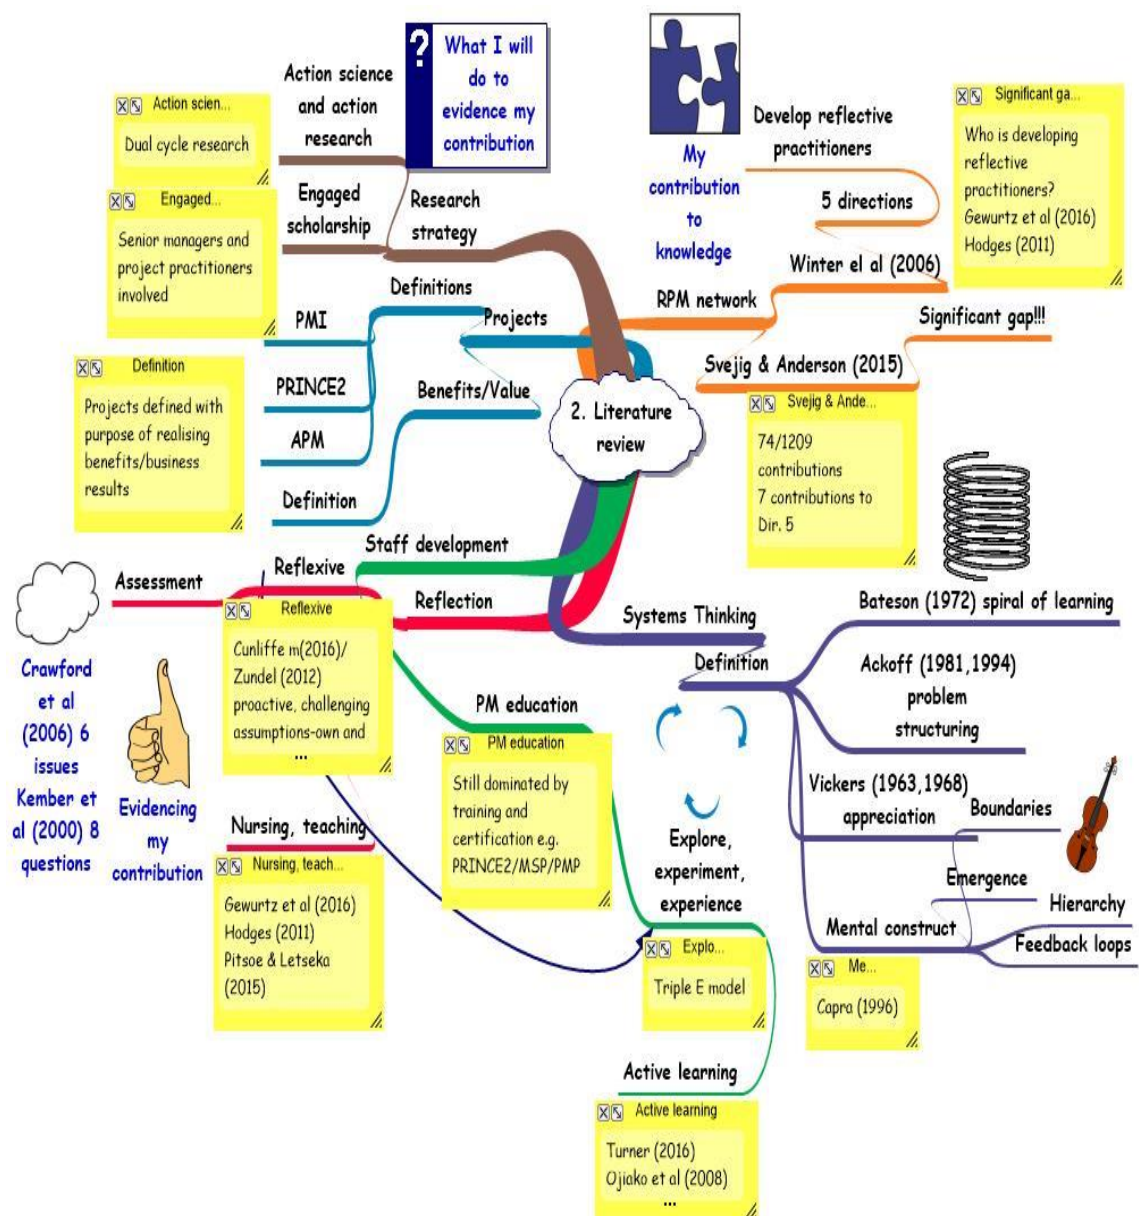 ?
What I will
do to
evidence my
contribution
Action science
and action
research
Action scien...
Dual cycle research
Engaged
scholarship
Research
strategy
Engaged...
Senior managers and
project practitioners
involved
Definitions
Projects
PMI
PRINCE2
APM
Benefits/Value
Definition
Definition
Projects defined with
purpose of realising
benefits/business
results
2. Literature
review
My
contribution
to
knowledge
Develop reflective
practitioners
5 directions
Winter el al (2006)
RPM network
Significant gap!!!
Svejig & Anderson (2015)
Significant ga...
Who is developing
reflective
practitioners?
Gewurtz et al (2016)
Hodges (2011)
Svejig & Ande...
74/1209
contributions
7 contributions to
Dir. 5
Staff development
Reflexive
Assessment
Reflection
Reflexive
Cunliffe m(2016)/
Zundel (2012)
proactive, challenging
assumptions-own and
...
Crawford
et al
(2006) 6
issues
Kember et
al (2000) 8
questions
Evidencing
my
contribution
Nursing, teaching
Nursing, teach...
Gewurtz et al (2016)
Hodges (2011)
Pitsoe & Letseka
(2015)
PM education
PM education
Still dominated by
training and
certification e.g.
PRINCE2/MSP/PMP
Explore,
experiment,
experience
Explo...
Triple E model
Active learning
Active learning
Turner (2016)
Ojiako et al (2008)
...
Systems Thinking
Definition
Bateson (1972) spiral of learning
Ackoff (1981,1994)
problem
structuring
Vickers (1963,1968)
appreciation
Boundaries
Emergence
Mental construct
Hierarchy
Feedback loops
Me...
Capra (1996)